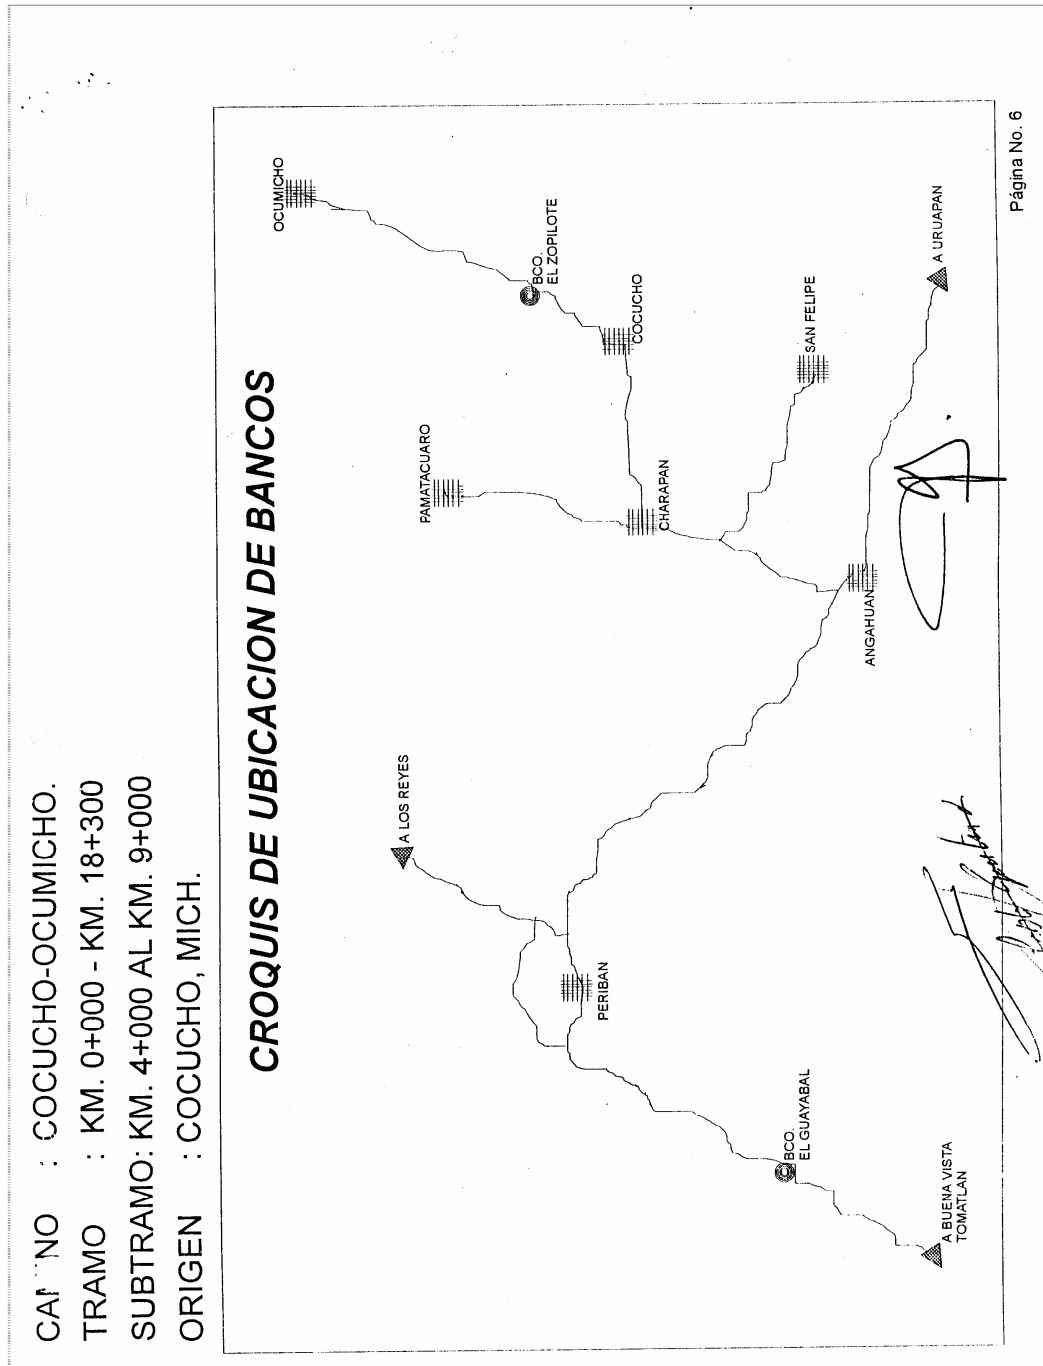 CAMINO : COCUCHO-OCUMICHO.
TRAMO : KM. 0+000 - KM. 18+300
SUBTRAMO: KM. 4+000 AL KM. 9+000
ORIGEN : COCUCHO, MICH.
CROQUIS DE UBICACION DE BANCOS
OCUMICHO
A LOS REYES
PAMATACUARO
BCO.
EL ZOPILOTE
PERIBAN
CHARAPAN
COCUCHO
BCO.
EL GUAYABAL
SAN FELIPE
ANGAHUAN
A BUENA VISTA
TOMATLAN
A URUAPAN
Página No. 6